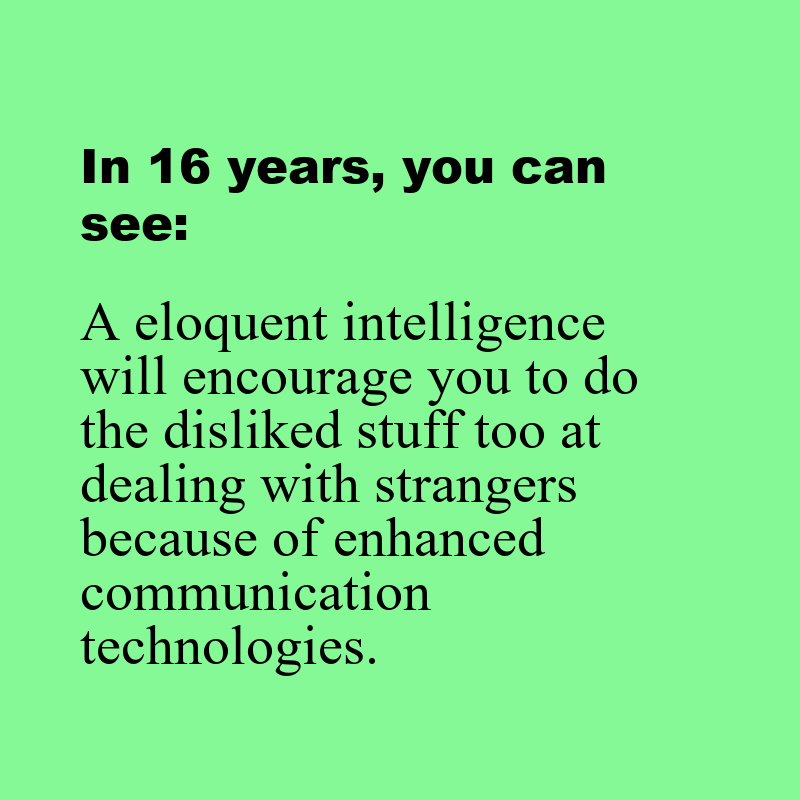 In 16 years, you can
see:
A eloquent intelligence
will encourage you to do
the disliked stuff too at
dealing with strangers
because of enhanced
communication
technologies.